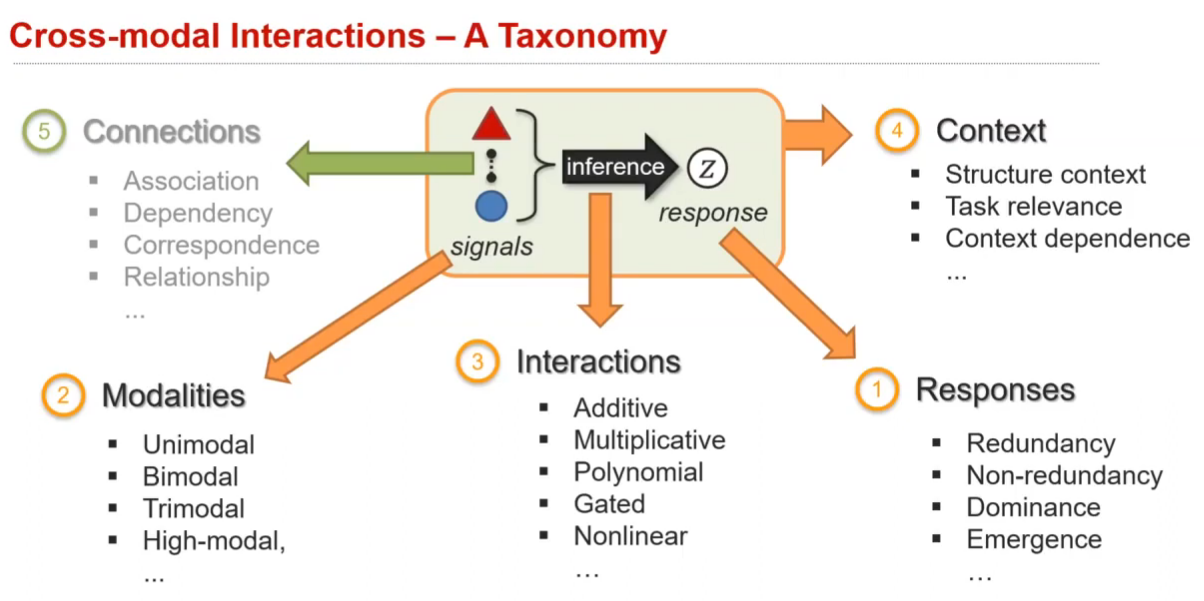 Cross-modal Interactions – A Taxonomy
5
Connections
▪ Association
▪ Dependency
▪ Correspondence
▪ Relationship
...
signals
inference
Z
response
4
Context
▪ Structure context
▪ Task relevance
▪ Context dependence
...
2
Modalities
▪ Unimodal
▪ Bimodal
▪ Trimodal
▪ High-modal,
...
3
Interactions
▪ Additive
▪ Multiplicative
▪ Polynomial
▪ Gated
▪ Nonlinear
...
1
Responses
▪ Redundancy
▪ Non-redundancy
▪ Dominance
▪ Emergence
...